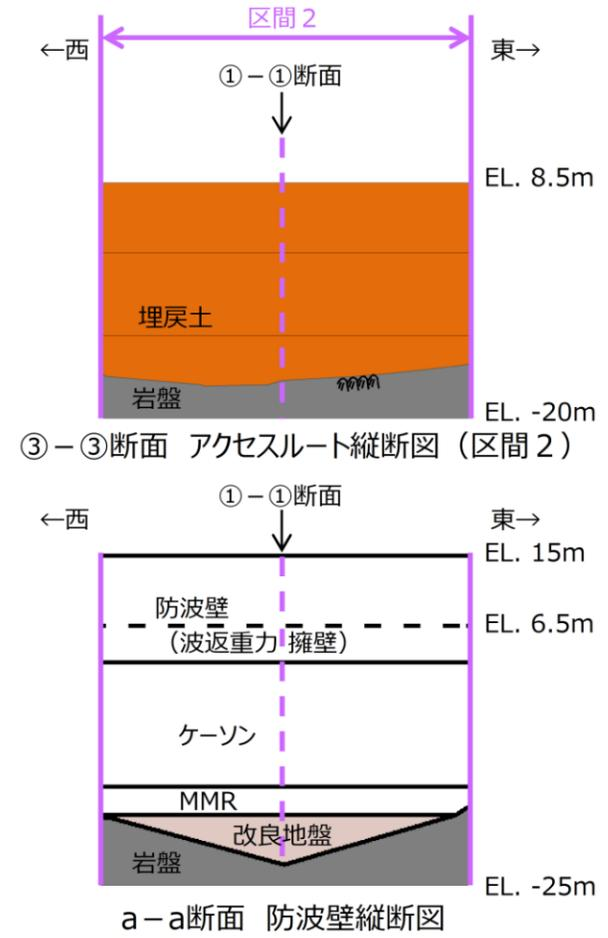 区間２
←西
東→
①－①断面
EL. 8.5m
埋戻土
岩盤
EL. -20m
③－③断面 アクセスルート縦断図（区間２）
①－①断面
←西
東→
EL. 15m
防波壁
EL. 6.5m
（波返重力擁壁）
ケーソン
MMR
改良地盤
岩盤
EL. -25m
a－a断面 防波壁縦断図